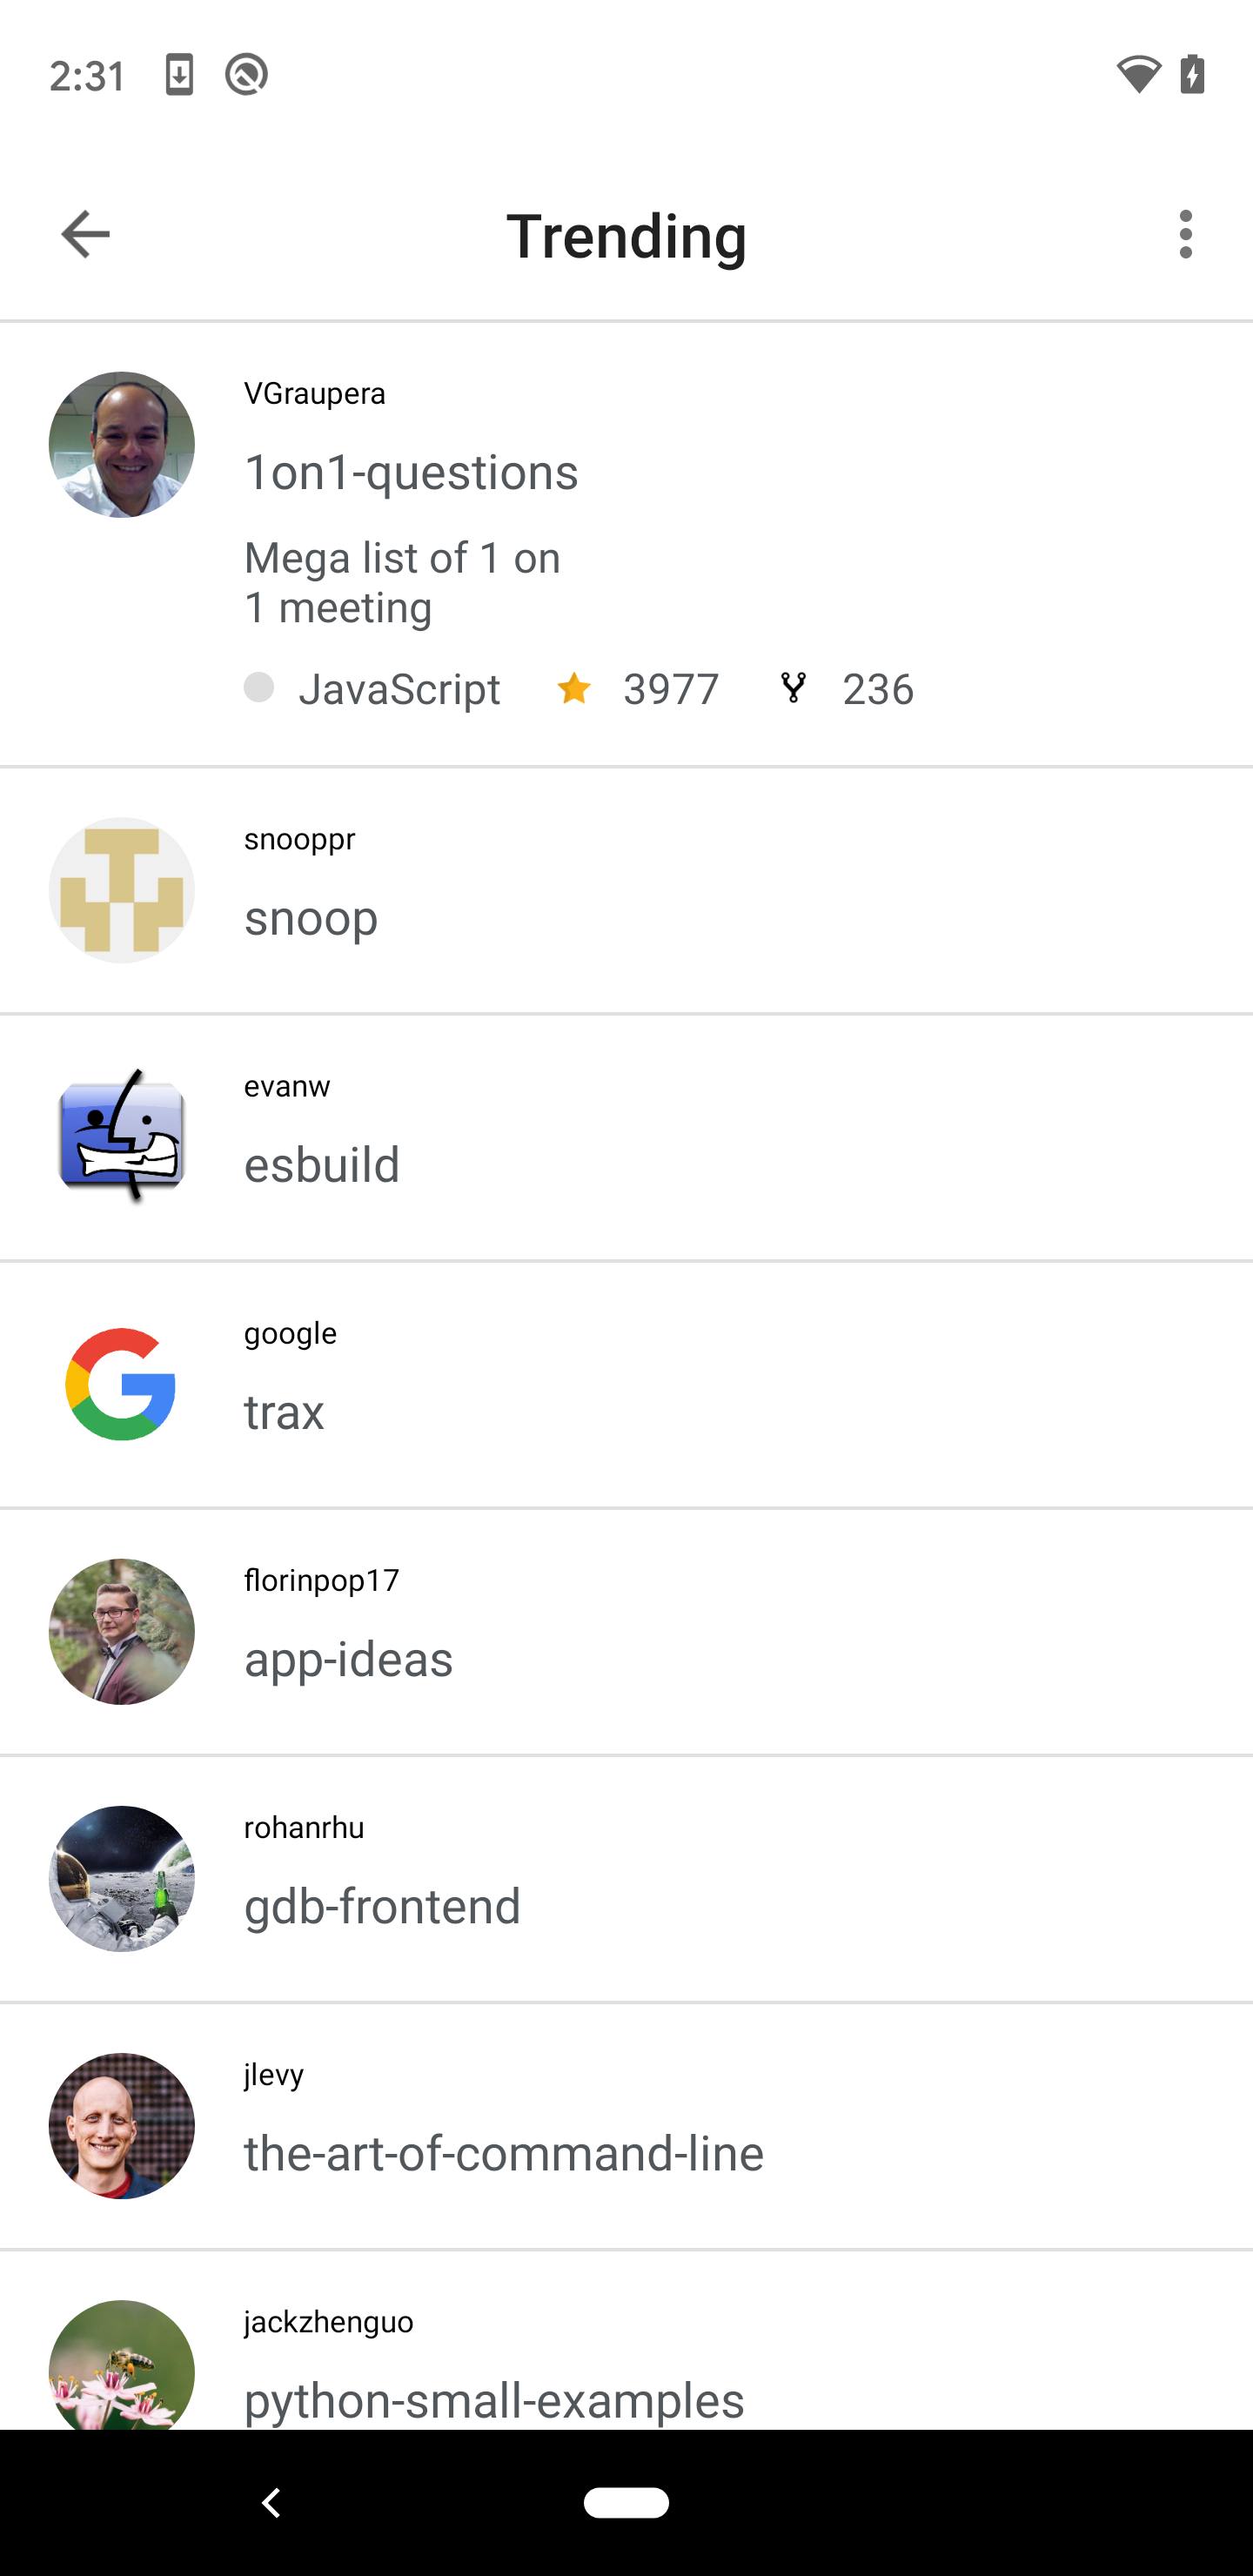 2:31
Trending
VGraupera
1on1-questions
Mega list of 1 on
1 meeting
JavaScript 3977 236
snooppr
snoop
evanw
esbuild
google
trax
florinpop17
app-ideas
rohanrhu
gdb-frontend
jlevy
the-art-of-command-line
jackzhenguo
python-small-examples